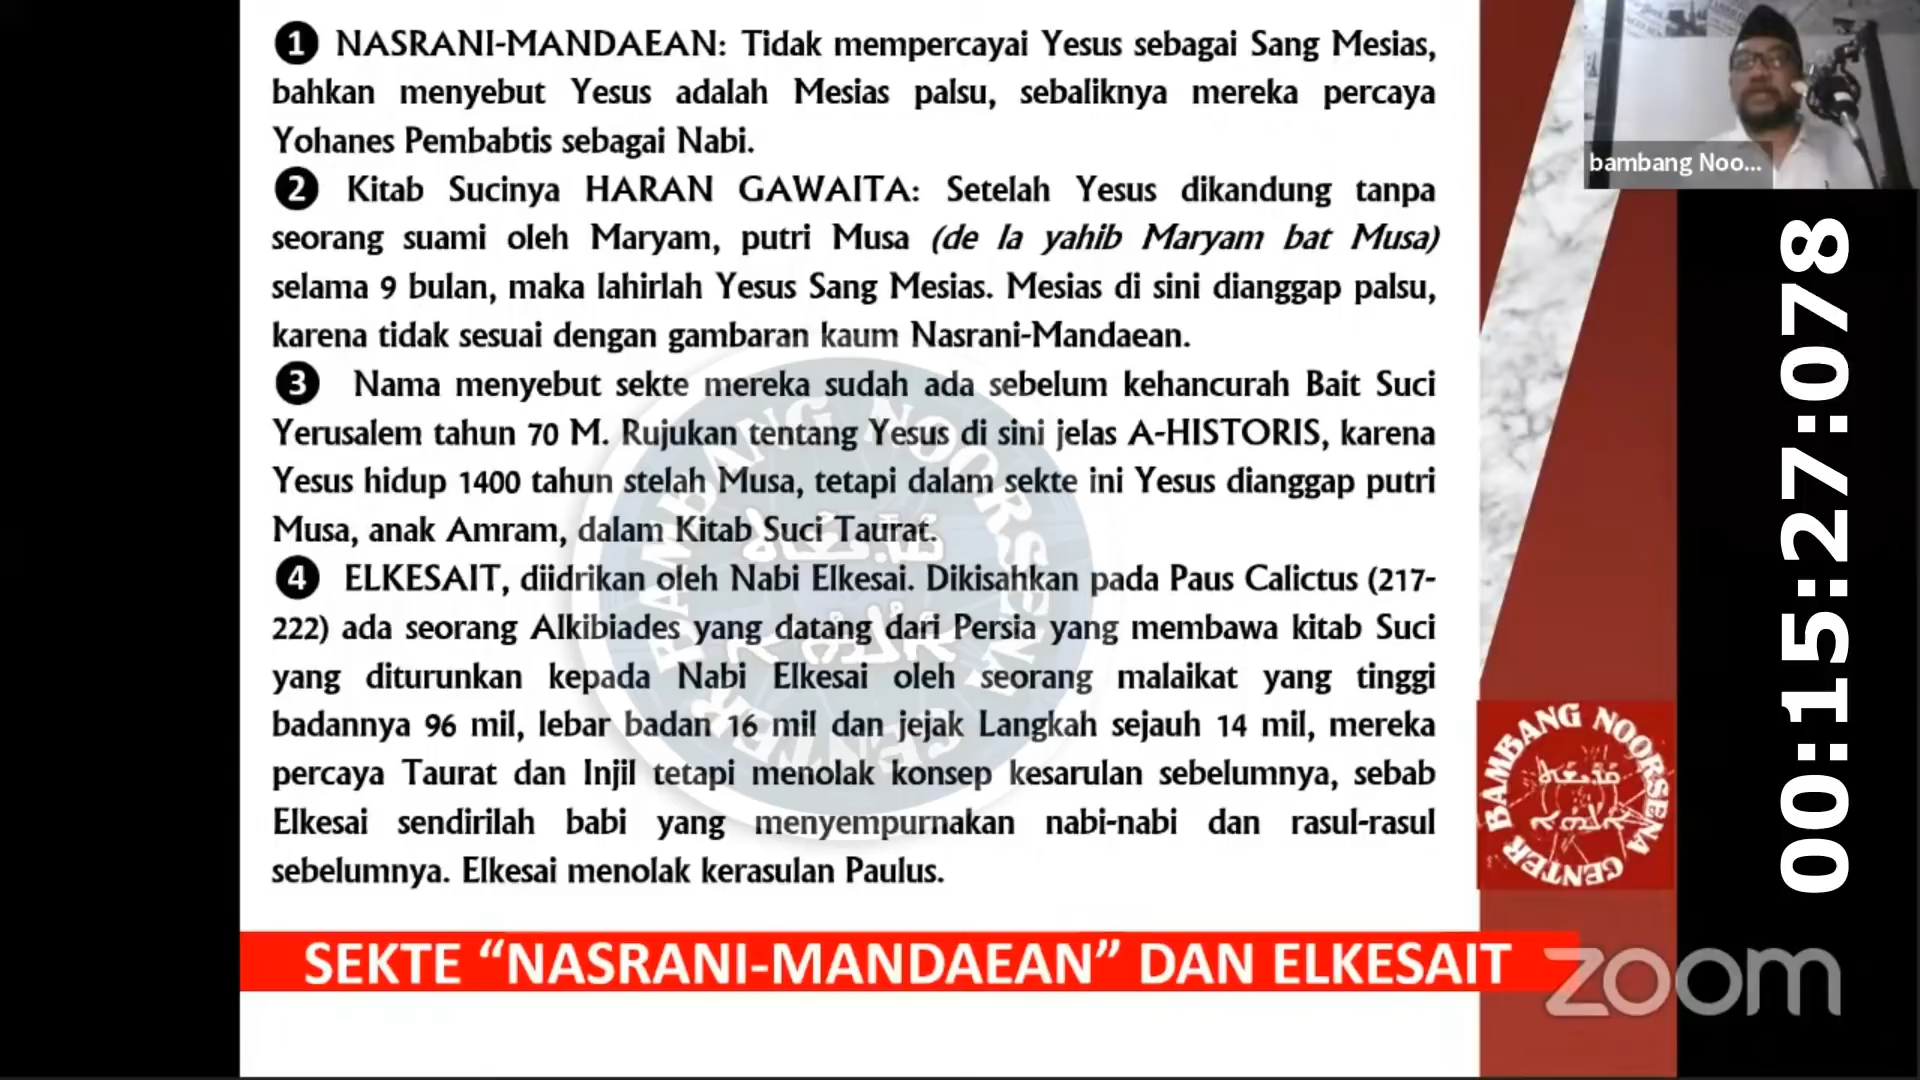 ❶ NASRANI-MANDAEAN: Tidak mempercayai Yesus sebagai Sang Mesias,
bahkan menyebut Yesus adalah Mesias palsu, sebaliknya mereka percaya
Yohanes Pembabtis sebagai Nabi.
❷ Kitab Sucinya HARAN GAWAITA: Setelah Yesus dikandung tanpa
seorang suami oleh Maryam, putri Musa (de la yahib Maryam bat Musa)
selama 9 bulan, maka lahirlah Yesus Sang Mesias. Mesias di sini dianggap palsu,
karena tidak sesuai dengan gambaran kaum Nasrani-Mandaean.
❸ Nama menyebut sekte mereka sudah ada sebelum kehancurah Bait Suci
Yerusalem tahun 70 M. Rujukan tentang Yesus di sini jelas A-HISTORIS, karena
Yesus hidup 1400 tahun stelah Musa, tetapi dalam sekte ini Yesus dianggap putri
Musa, anak Amram, dalam Kitab Suci Taurat.
❹ ELKESAIT, diidrikan oleh Nabi Elkesai. Dikisahkan pada Paus Calictus (217-
222) ada seorang Alkibiades yang datang dari Persia yang membawa kitab Suci
yang diturunkan kepada Nabi Elkesai oleh seorang malaikat yang tinggi
badannya 96 mil, lebar badan 16 mil dan jejak Langkah sejauh 14 mil, mereka
percaya Taurat dan Injil tetapi menolak konsep kesarulan sebelumnya, sebab
Elkesai sendirilah babi yang menyempurnakan nabi-nabi dan rasul-rasul
sebelumnya. Elkesai menolak kerasulan Paulus.
SEKTE “NASRANI-MANDAEAN” DAN ELKESAIT
bambang Noo...
00:15:27:078
BAMBANG NOORSENA CENTER
BAMBANG NOORSENA CENTER
zoom